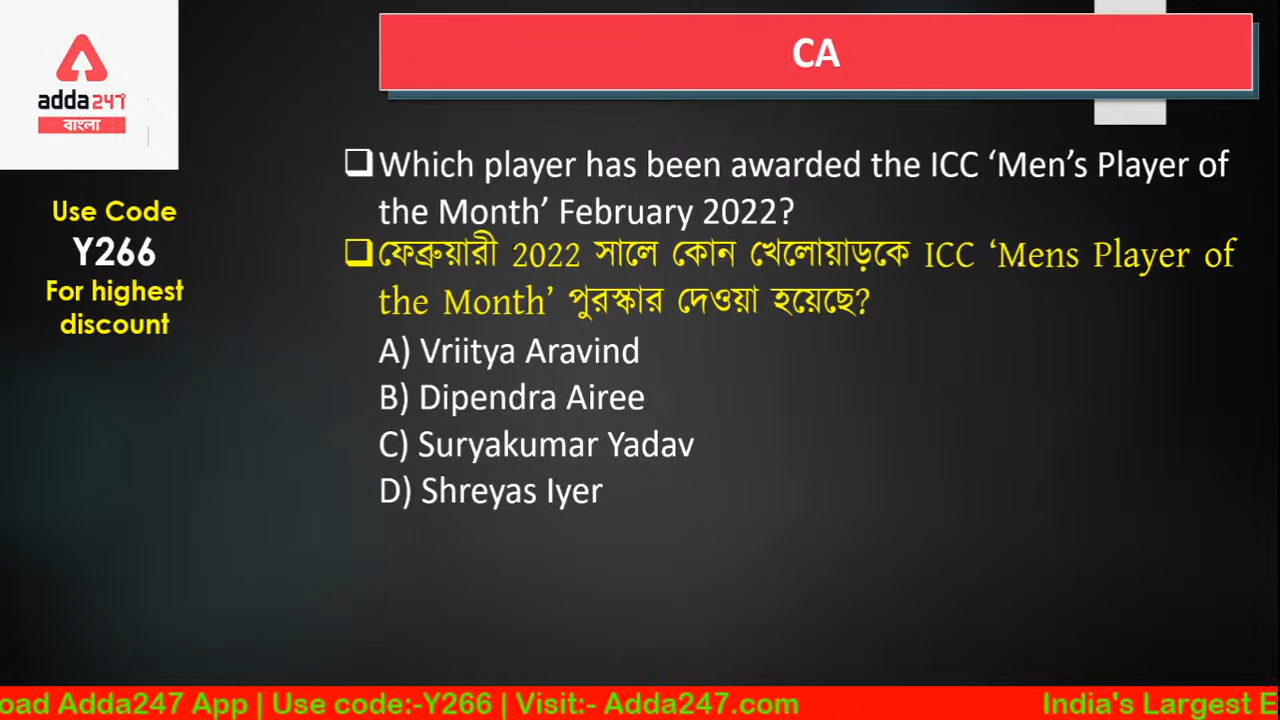 CA
adda247
বাংলা
Use Code
Y266
For highest
discount
❑Which player has been awarded the ICC ‘Men’s Player of
the Month’ February 2022?
❑ফেব্রুয়ারী 2022 সালে কোন খেলোয়াড়কে ICC ‘Mens Player of
the Month’ পুরস্কার দেওয়া হয়েছে?
A) Vriitya Aravind
B) Dipendra Airee
C) Suryakumar Yadav
D) Shreyas Iyer
oad Adda247 App | Use code:-Y266 | Visit:- Adda247.com India's Largest E